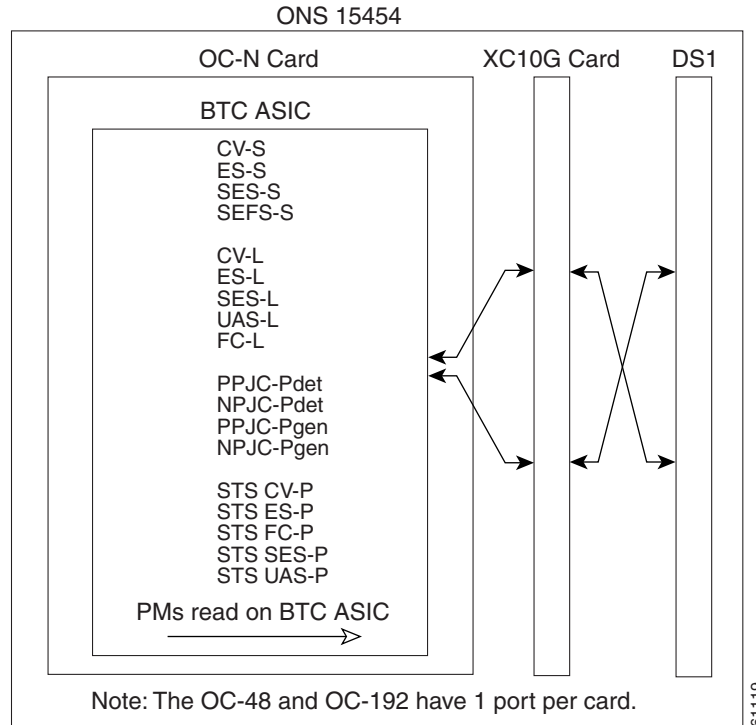 ONS 15454
OC-N Card
XC10G Card
DS1
BTC ASIC
CV-S
ES-S
SES-S
SEFS-S
CV-L
ES-L
SES-L
UAS-L
FC-L
PPJC-Pdet
NPJC-Pdet
PPJC-Pgen
NPJC-Pgen
STS CV-P
STS ES-P
STS FC-P
STS SES-P
STS UAS-P
PMs read on BTC ASIC
Note: The OC-48 and OC-192 have 1 port per card.